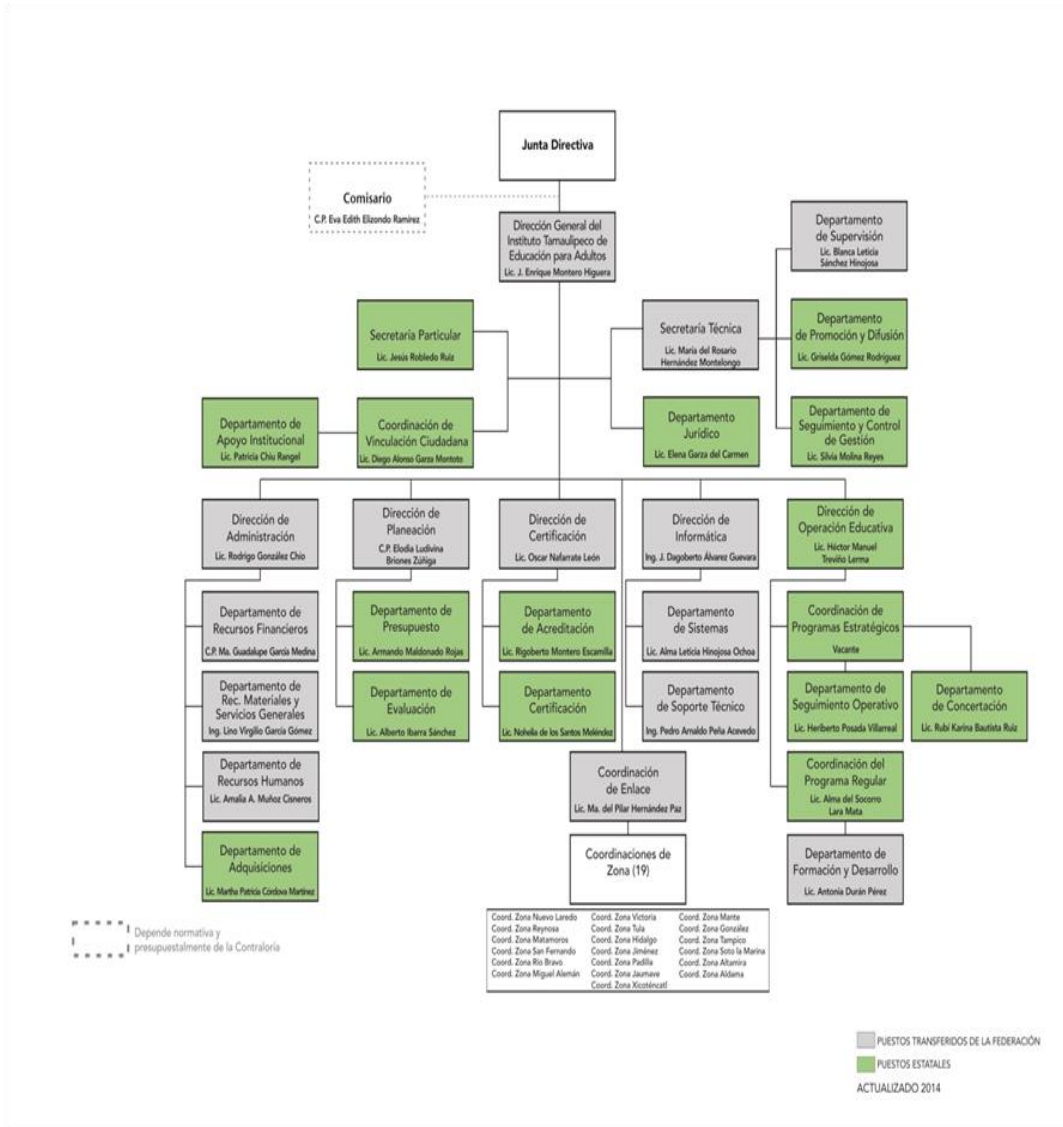 Junta Directiva
Comisario
C.P. Eva Edith Elizondo Ramírez
Dirección General del
Instituto Tamaulipeco de
Educación para Adultos
Lic. J. Enrique Montero Higuera
Departamento
de Supervisión
Lic. Blanca Leticia
Sánchez Hinojosa
Secretaría Particular
Lic. Jesús Robledo Ruiz
Secretaría Técnica
Lic. María del Rosario
Hernández Montelongo
Departamento
de Promoción y Difusión
Lic. Griselda Gómez Rodríguez
Departamento de
Apoyo Institucional
Lic. Patricia Chiu Rangel
Coordinación de
Vinculación Ciudadana
Lic. Diego Alonso Garza Montoto
Departamento
Jurídico
Lic. Elena Garza del Carmen
Departamento de
Seguimiento y Control
de Gestión
Lic. Silvia Molina Reyes
Dirección de
Administración
Lic. Rodrigo González Chío
Dirección de
Planeación
C.P. Elodia Ludivina
Briones Zúñiga
Dirección de
Certificación
Lic. Oscar Nafarrate León
Dirección de
Informática
Ing. J. Dagoberto Álvarez Guevara
Dirección de
Operación Educativa
Lic. Héctor Manuel
Treviño Lerma
Departamento de
Recursos Financieros
C.P. Ma. Guadalupe García Medina
Departamento de
Presupuesto
Lic. Armando Maldonado Rojas
Departamento
de Acreditación
Lic. Rigoberto Montero Escamilla
Departamento
de Sistemas
Lic. Alma Leticia Hinojosa Ochoa
Coordinación de
Programas Estratégicos
Vacante
Departamento de
Rec. Materiales y
Servicios Generales
Ing. Lino Virgilio García Gómez
Departamento de
Evaluación
Lic. Alberto Ibarra Sánchez
Departamento
Certificación
Lic. Nohelia de los Santos Meléndez
Departamento
de Soporte Técnico
Ing. Pedro Arnaldo Peña Acevedo
Departamento de
Seguimiento Operativo
Lic. Heriberto Posada Villarreal
Departamento
de Concertación
Lic. Rubí Karina Bautista Ruiz
Departamento de
Recursos Humanos
Lic. Amalia A. Muñoz Cisneros
Coordinación
de Enlace
Lic. Ma. del Pilar Hernández Paz
Coordinación del
Programa Regular
Lic. Alma del Socorro
Lara Mata
Departamento de
Adquisiciones
Lic. Martha Patricia Córdova Martínez
Coordinaciones de
Zona (19)
Departamento de
Formación y Desarrollo
Lic. Antonia Durán Pérez
Coord. Zona Nuevo Laredo
Coord. Zona Reynosa
Coord. Zona Matamoros
Coord. Zona San Fernando
Coord. Zona Río Bravo
Coord. Zona Miguel Alemán
Coord. Zona Victoria
Coord. Zona Tula
Coord. Zona Hidalgo
Coord. Zona Jiménez
Coord. Zona Padilla
Coord. Zona Jaumave
Coord. Zona Xicoténcatl
Coord. Zona Mante
Coord. Zona González
Coord. Zona Tampico
Coord. Zona Soto la Marina
Coord. Zona Altamira
Coord. Zona Aldama
Depende normativa y
presupuestalmente de la Contraloría
PUESTOS TRANSFERIDOS DE LA FEDERACIÓN
PUESTOS ESTATALES
ACTUALIZADO 2014